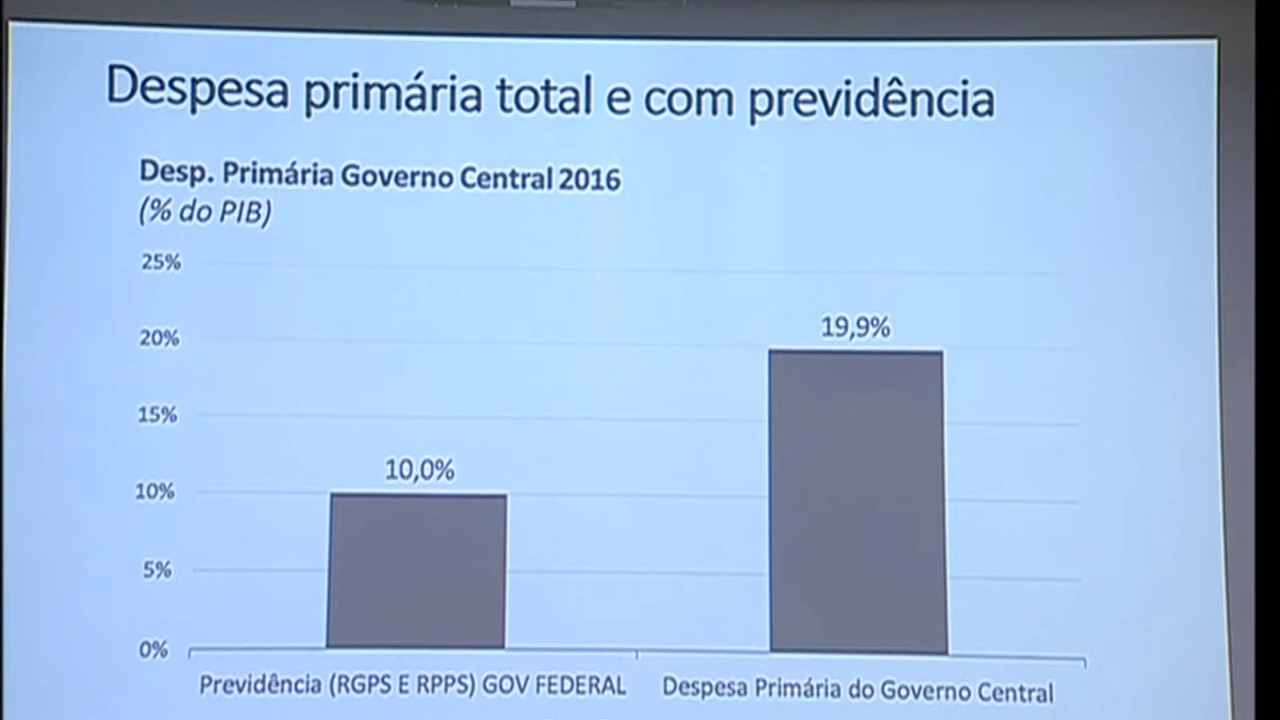 Despesa primária total e com previdência
Desp. Primária Governo Central 2016
(% do PIB)
25%
20%
15%
10%
5%
0%
10,0%
19,9%
Previdência (RGPS E RPPS) GOV FEDERAL
Despesa Primária do Governo Central